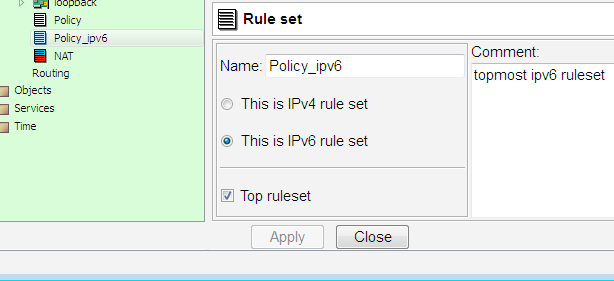 loopback
Policy
Policy_ipv6
NAT
Routing
Objects
Services
Time
Rule set
Name: Policy_ipv6
This is IPv4 rule set
This is IPv6 rule set
Top ruleset
Comment:
topmost ipv6 ruleset
Apply
Close